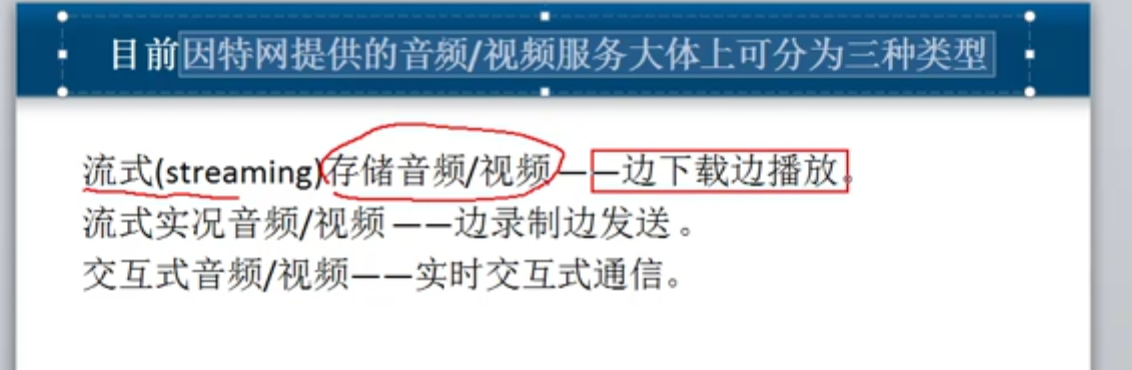 目前因特网提供的音频/视频服务大体上可分为三种类型
流式(streaming)存储音频/视频——边下载边播放。
流式实况音频/视频——边录制边发送。
交互式音频/视频——实时交互式通信。